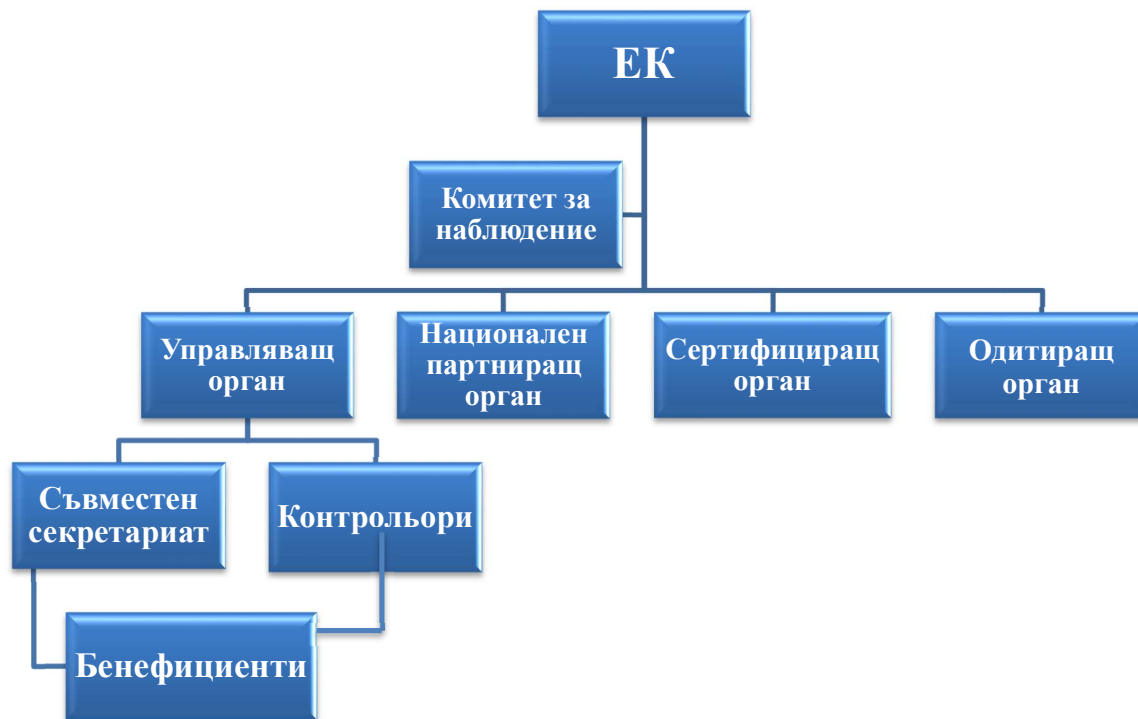 ЕК
Комитет за
наблюдение
Управляващ
орган
Национален
партниращ
орган
Сертифициращ
орган
Одитиращ
орган
Съвместен
секретариат
Контрольори
Бенефициенти